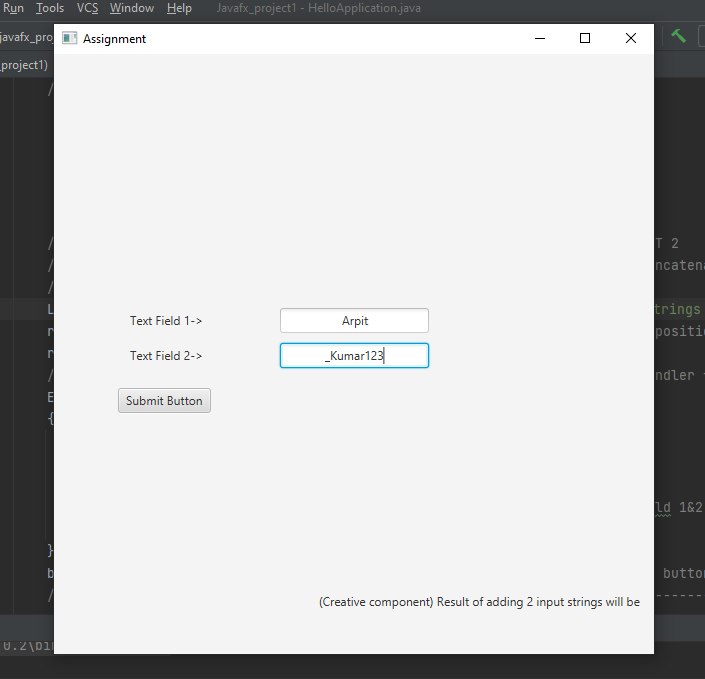 Run Tools VCS Window Help Javafx_project1 - HelloApplication.java
javafx_pro
Assignment
project1)
/
/ T 2
/ ncatena
/
L trings
r positi
r
/ ndler
E
{
Text Field 1-> Arpit
Text Field 2-> _Kumar123
Submit Button
ld 1&2
}
b button
(Creative component) Result of adding 2 input strings will be
/
0.2\bin